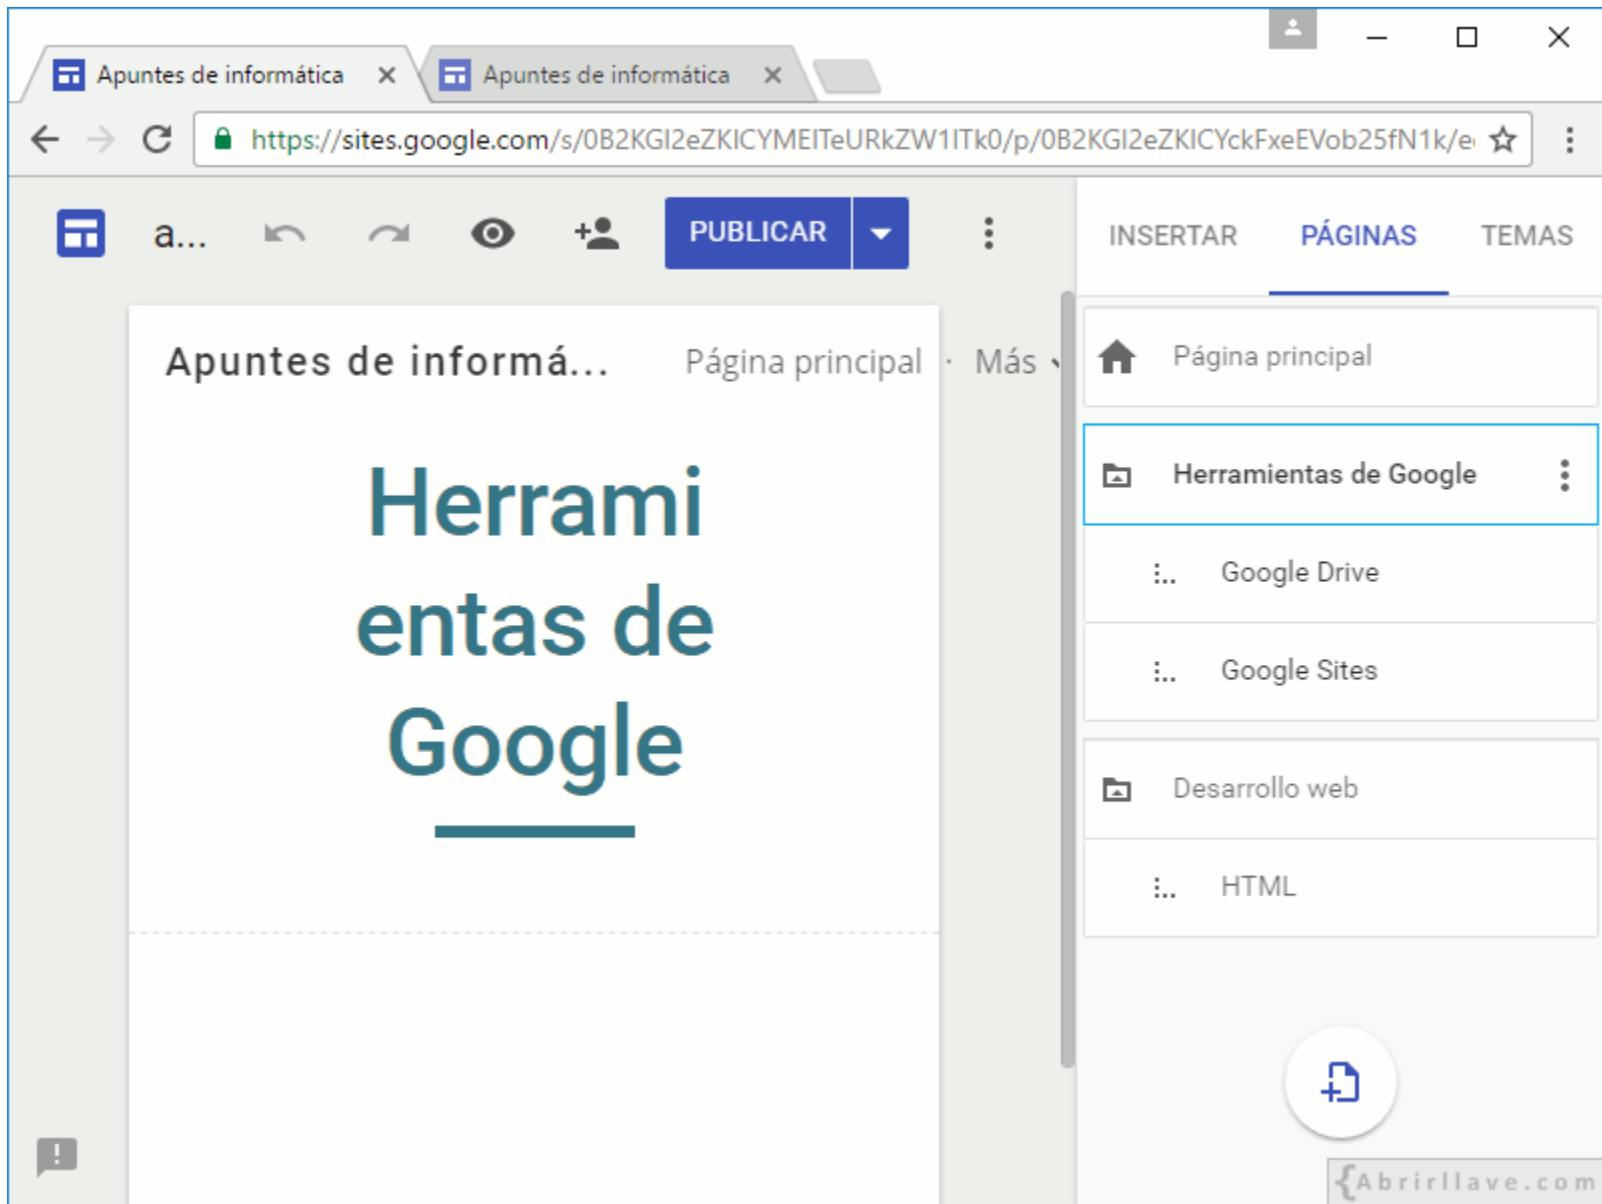 Apuntes de informática
Apuntes de informática
https://sites.google.com/s/0B2KGl2eZKlCYMElTeURkZW1lTk0/p/0B2KGl2eZKlCYckFxeEVob25fN1k/e
a...
PUBLICAR
INSERTAR
PÁGINAS
TEMAS
Apuntes de informá...
Página principal
·
Más
Herrami
entas de
Google
Página principal
Herramientas de Google
Google Drive
Google Sites
Desarrollo web
HTML
{Abrirllave.com